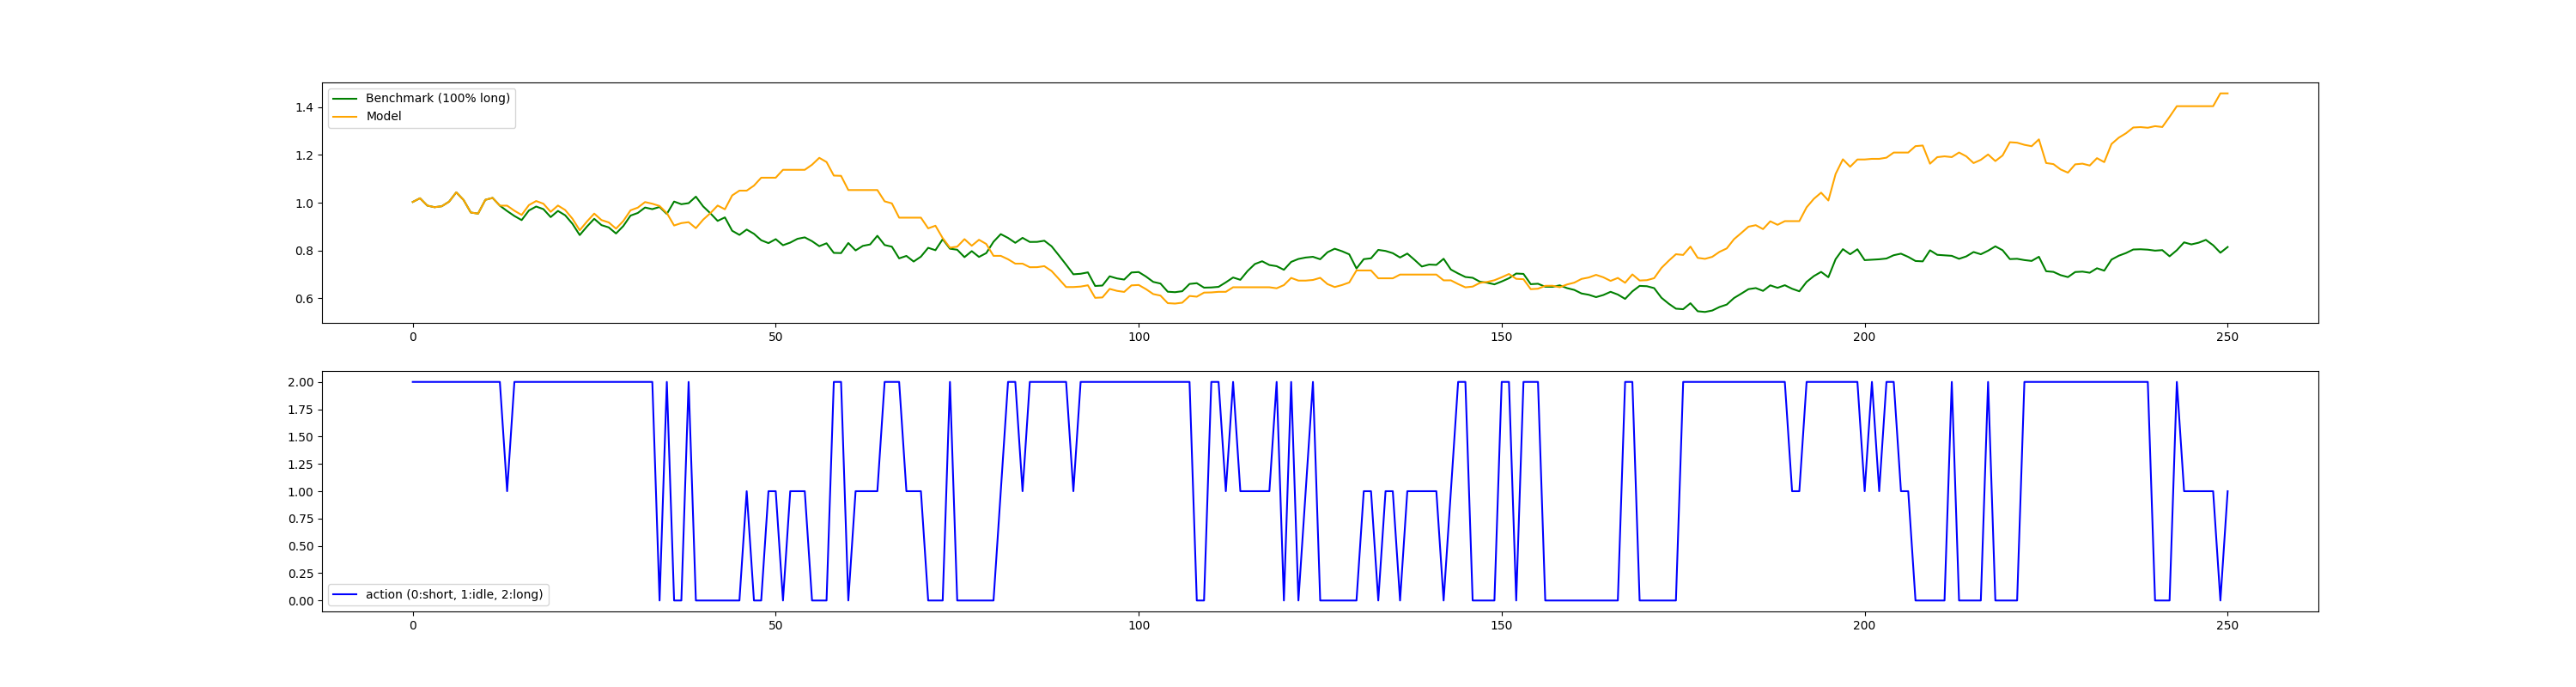 Benchmark (100% long)
Model
1.4
1.2
1.0
0.8
0.6
0 50 100 150 200 250
2.00
1.75
1.50
1.25
1.00
0.75
0.50
0.25
0.00
action (0:short, 1:idle, 2:long)
0 50 100 150 200 250